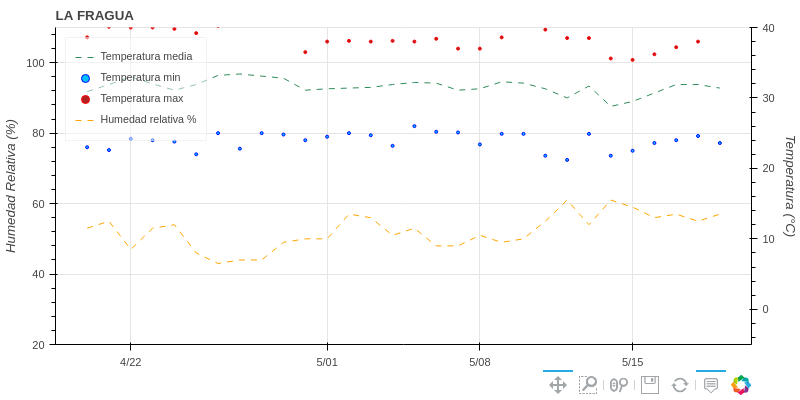 LA FRAGUA
Temperatura media
Temperatura min
Temperatura max
Humedad relativa %
Humedad Relativa (%)
100
80
60
40
20
Temperatura (°C)
40
30
20
10
0
4/22
5/01
5/08
5/15